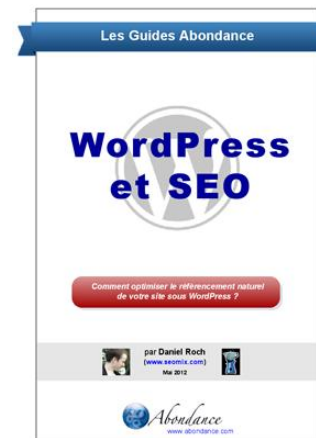 Les Guides Abondance
WordPress
et SEO
Comment optimiser le référencement naturel
de votre site sous WordPress ?
par Daniel Roch
(www.seomix.com)
Mai 2012
Abondance
www.abondance.com